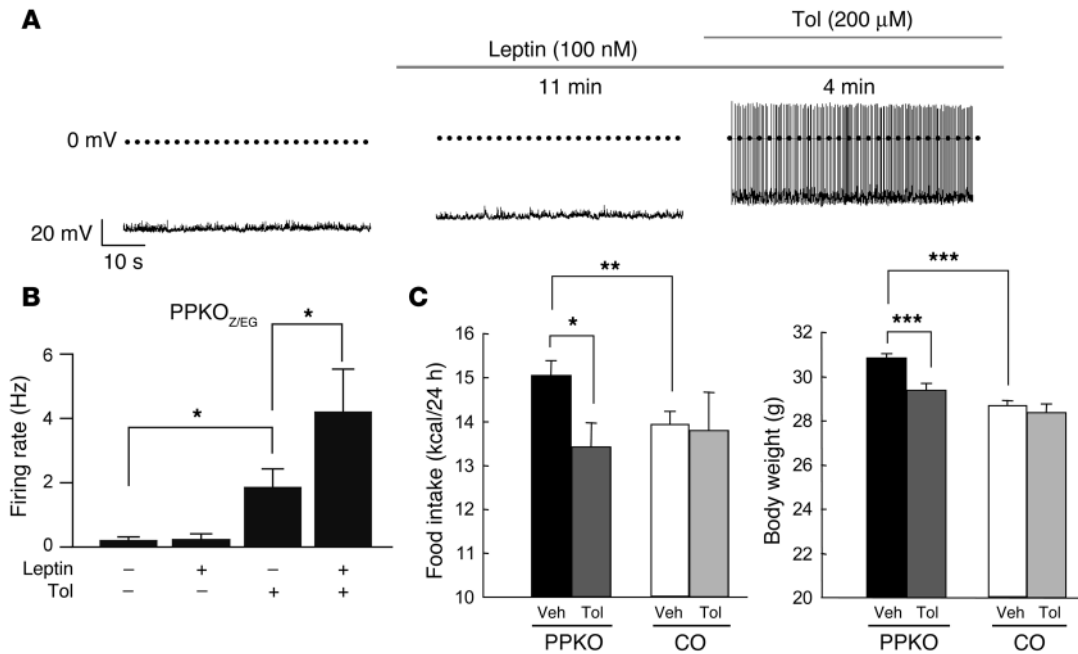 A
Tol (200 µM)
Leptin (100 nM)
11 min
4 min
0 mV
20 mV
10 s
B
PPKO Z/EG
*
*
Firing rate (Hz)
6
4
2
0
Leptin − + − +
Tol − − + +
C
**
*
Food intake (kcal/24 h)
16
15
14
13
12
11
10
Veh Tol Veh Tol
PPKO CO
***
***
Body weight (g)
32
30
28
26
24
22
20
Veh Tol Veh Tol
PPKO CO